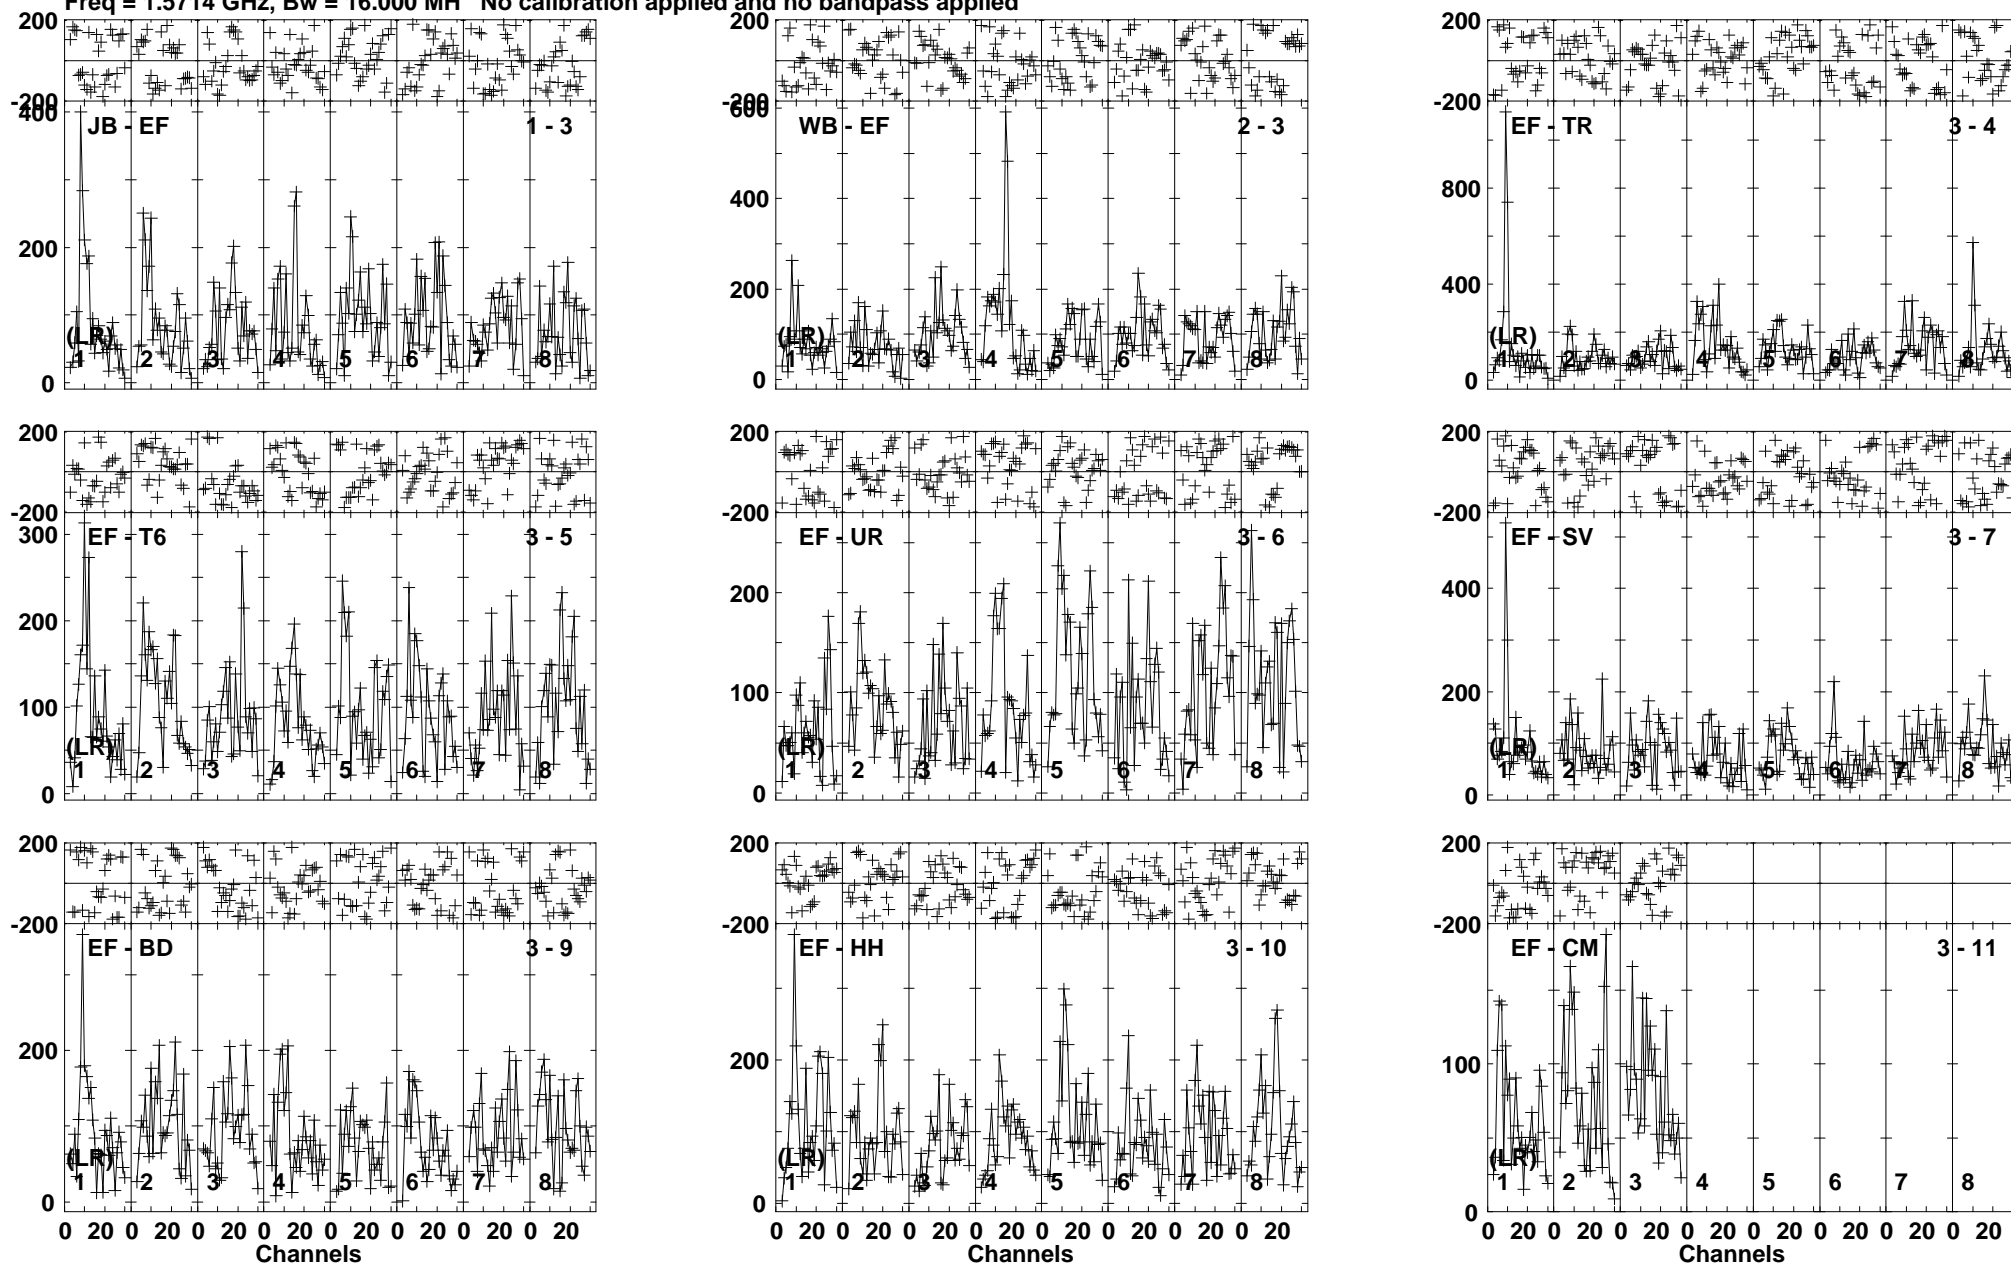 Freq = 1.5714 GHz, Bw = 16.000 MH No calibration applied and no bandpass applied
200 200 200
-200 -200 -200
400 600
JB - EF 1 - 3 WB - EF 2 - 3 EF - TR 3 - 4
800
400
200 200 400
(LR) (LR) (LR)
1 2 3 4 5 6 7 8 1 2 3 4 5 6 7 8 1 2 3 4 5 6 7 8
0 0 0
200 200 200
-200 -200 -200
300
EF - T6 3 - 5 EF - UR 3 - 6 EF - SV 3 - 7
200 200 400
100 100 200
(LR) (LR) (LR)
1 2 3 4 5 6 7 8 1 2 3 4 5 6 7 8 1 2 3 4 5 6 7 8
0 0 0
200 200 200
-200 -200 -200
EF - BD 3 - 9 EF - HH 3 - 10 EF - CM 3 - 11
200 200 100
(LR) (LR) (LR)
1 2 3 4 5 6 7 8 1 2 3 4 5 6 7 8 1 2 3 4 5 6 7 8
0 0 0
0 20 0 20 0 20 0 20 0 20 0 20 0 20 0 20 0 20 0 20 0 20 0 20 0 20 0 20 0 20 0 20 0 20 0 20 0 20 0 20 0 20 0 20 0 20 0 20
Channels Channels Channels